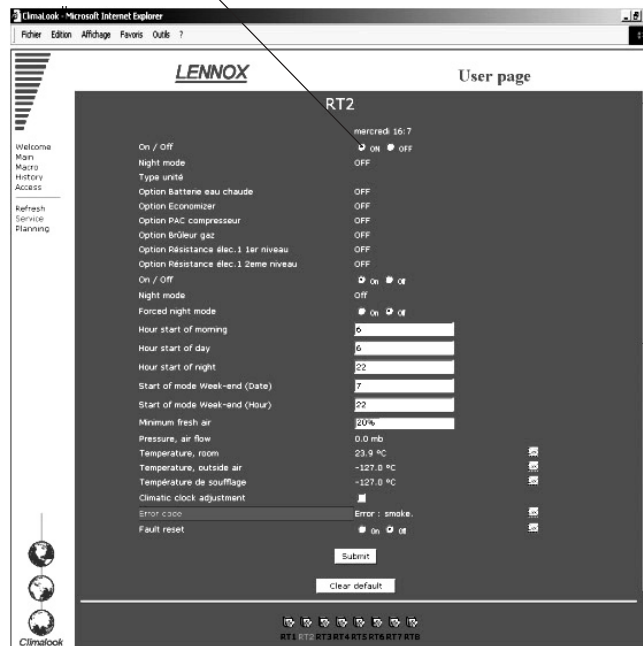 ClimaLook - Microsoft Internet Explorer
Fichier Edition Affichage Favoris Outils ?
LENNOX User page
RT2
mercredi 16:7
Welcome
Main
Macro
History
Access
Refresh
Service
Planning
On / Off ON OFF
Night mode OFF
Type unité
Option Batterie eau chaude OFF
Option Economizer OFF
Option PAC compresseur OFF
Option Brûleur gaz OFF
Option Résistance élec.1 1er niveau OFF
Option Résistance élec.1 2eme niveau OFF
On / Off On Off
Night mode Off
Forced night mode On Off
Hour start of morning 6
Hour start of day 6
Hour start of night 22
Start of mode Week-end (Date) 7
Start of mode Week-end (Hour) 22
Minimum fresh air 20%
Pressure, air flow 0.0 mb
Temperature, room 23.9 °C
Temperature, outside air -127.0 °C
Température de soufflage -127.0 °C
Climatic clock adjustment
Error code Error : smoke.
Fault reset On Off
Submit
Clear default
RT1 RT2 RT3 RT4 RT5 RT6 RT7 RT8
Climalook